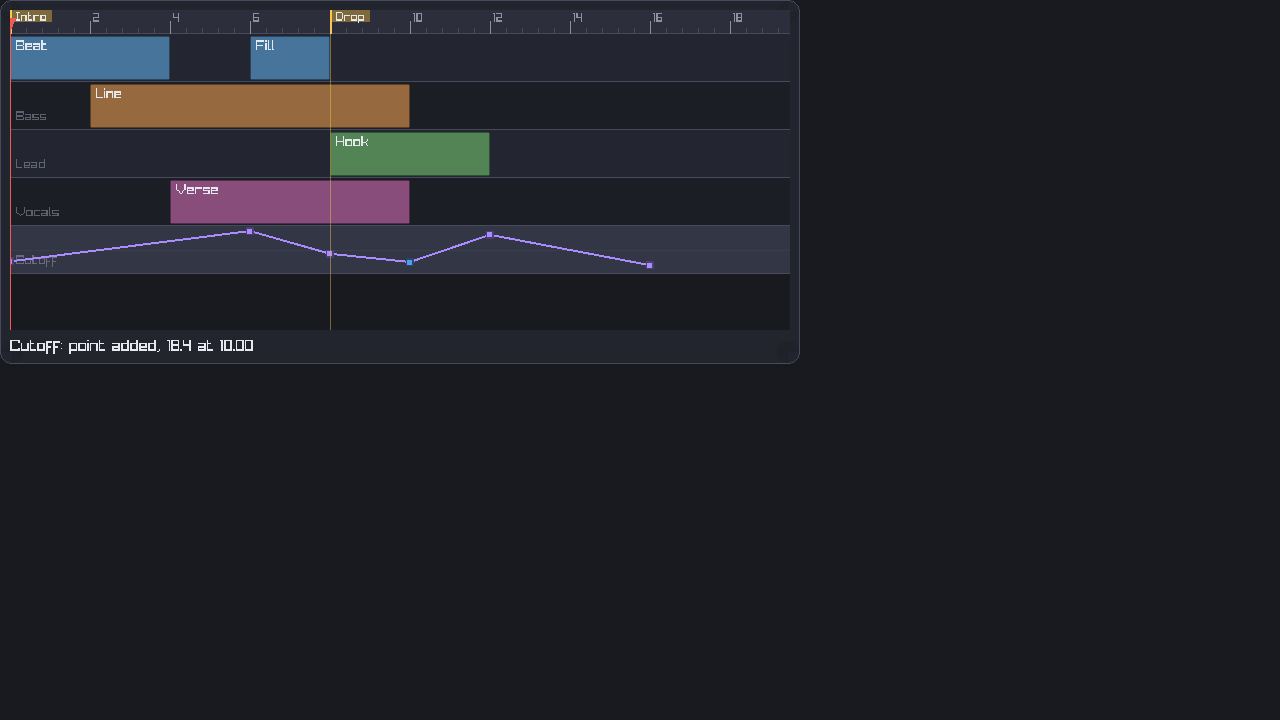 Intro 2 4 6 Drop 10 12 14 16 18
Beat Fill
Line
Bass
Hook
Lead
Verse
Vocals
Cutoff
Cutoff: point added, 18.4 at 10.00